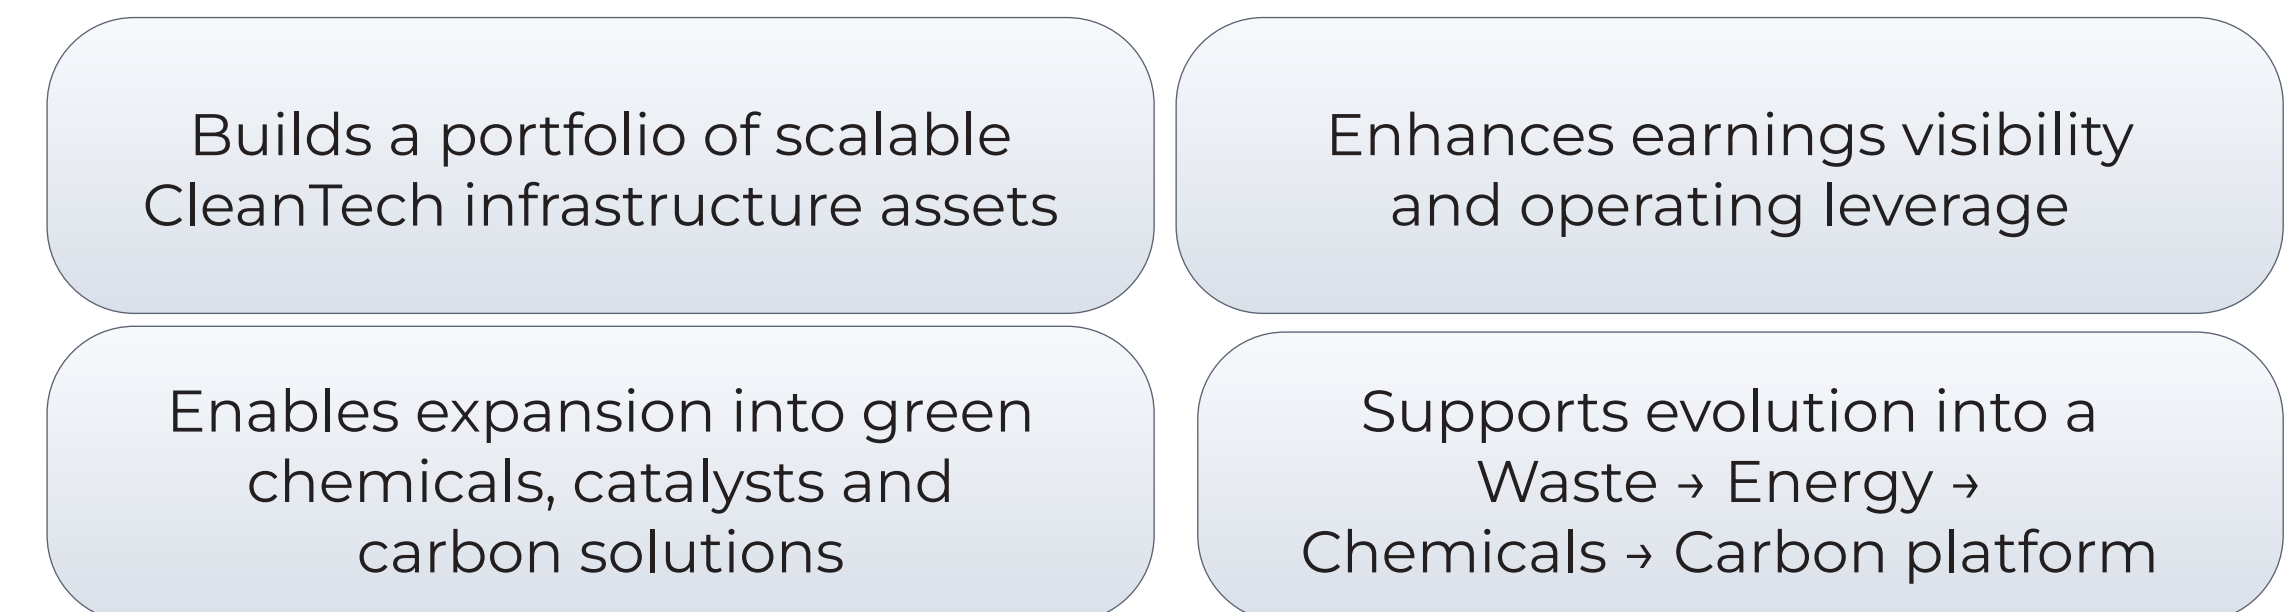 Builds a portfolio of scalable
CleanTech infrastructure assets
Enhances earnings visibility
and operating leverage
Enables expansion into green
chemicals, catalysts and
carbon solutions
Supports evolution into a
Waste → Energy →
Chemicals → Carbon platform